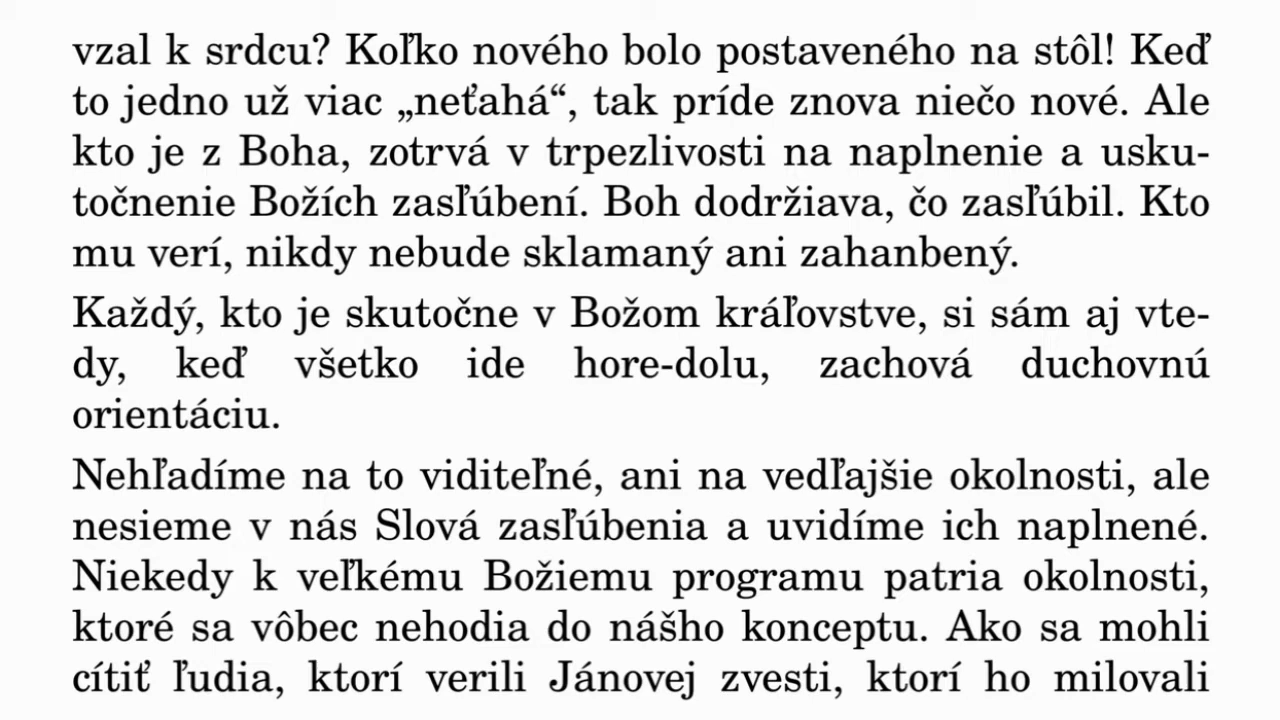 vzal k srdcu? Koľko nového bolo postaveného na stôl! Keď
to jedno už viac „neťahá“, tak príde znova niečo nové. Ale
kto je z Boha, zotrvá v trpezlivosti na naplnenie a usku-
točnenie Božích zasľúbení. Boh dodržiava, čo zasľúbil. Kto
mu verí, nikdy nebude sklamaný ani zahanbený.
Každý, kto je skutočne v Božom kráľovstve, si sám aj vte-
dy, keď všetko ide hore-dolu, zachová duchovnú
orientáciu.
Nehľadíme na to viditeľné, ani na vedľajšie okolnosti, ale
nesieme v nás Slová zasľúbenia a uvidíme ich naplnené.
Niekedy k veľkému Božiemu programu patria okolnosti,
ktoré sa vôbec nehodia do nášho konceptu. Ako sa mohli
cítiť ľudia, ktorí verili Jánovej zvesti, ktorí ho milovali